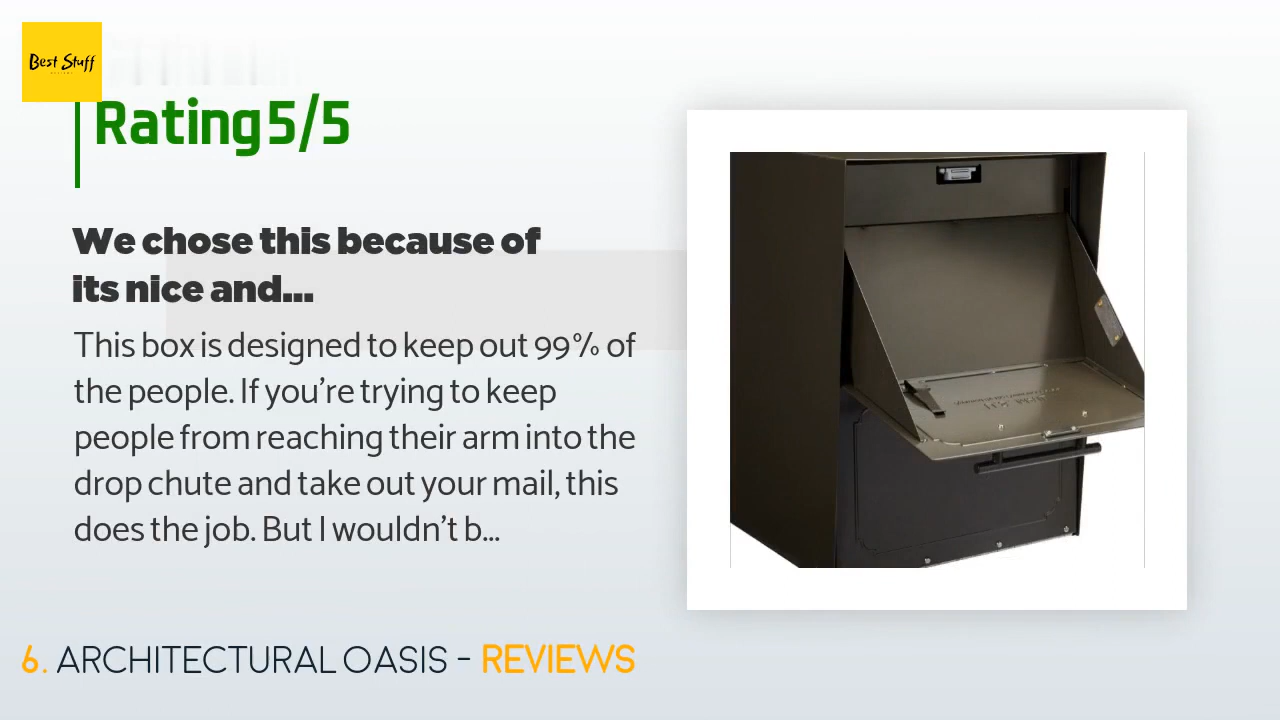 Best Stuff
Rating 5/5
We chose this because of
its nice and...
This box is designed to keep out 99% of
the people. If you're trying to keep
people from reaching their arm into the
drop chute and take out your mail, this
does the job. But I wouldn't b...
6. ARCHITECTURAL OASIS - REVIEWS